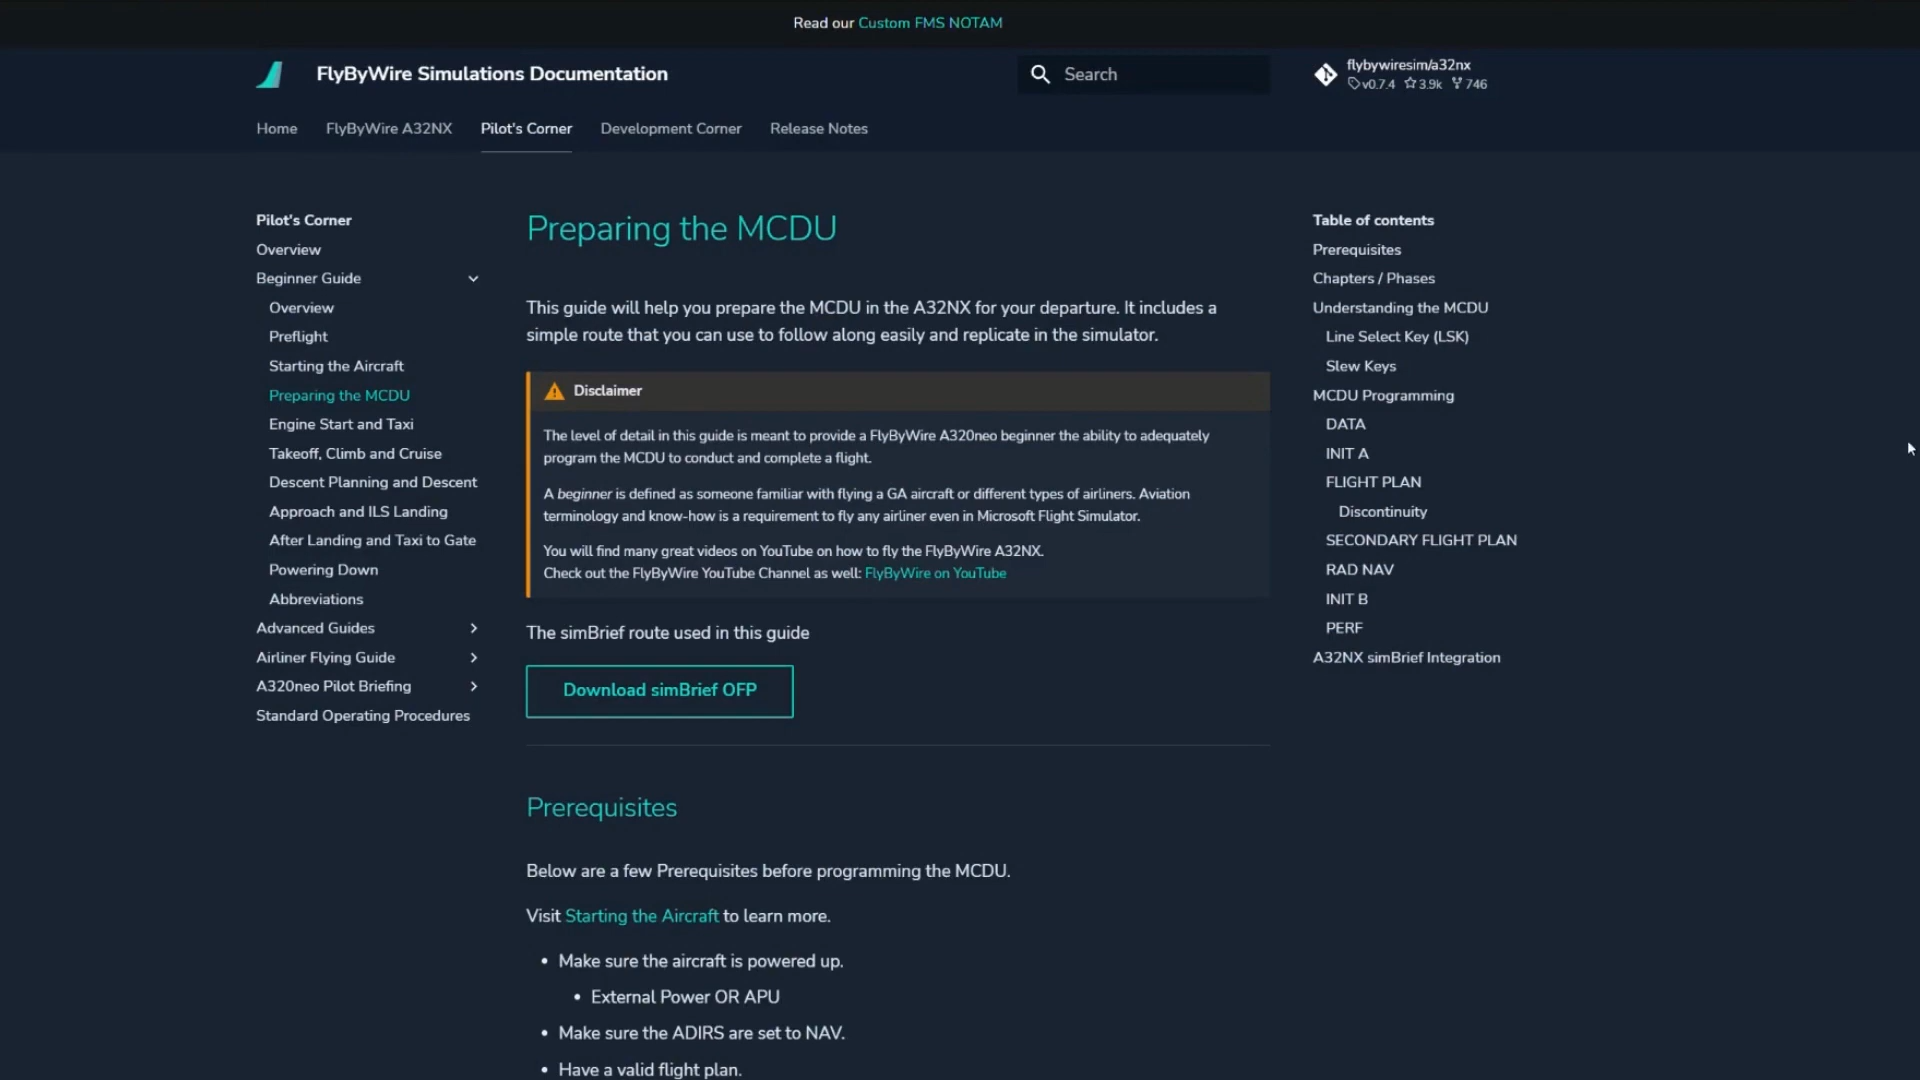 Read our Custom FMS NOTAM
FlyByWire Simulations Documentation
Search
flybywiresim/a32nx
v0.7.4 3.9k 746
Home FlyByWire A32NX Pilot's Corner Development Corner Release Notes
Pilot's Corner
Overview
Beginner Guide
Overview
Preflight
Starting the Aircraft
Preparing the MCDU
Engine Start and Taxi
Takeoff, Climb and Cruise
Descent Planning and Descent
Approach and ILS Landing
After Landing and Taxi to Gate
Powering Down
Abbreviations
Advanced Guides
Airliner Flying Guide
A320neo Pilot Briefing
Standard Operating Procedures
Preparing the MCDU
This guide will help you prepare the MCDU in the A32NX for your departure. It includes a
simple route that you can use to follow along easily and replicate in the simulator.
Disclaimer
The level of detail in this guide is meant to provide a FlyByWire A320neo beginner the ability to adequately
program the MCDU to conduct and complete a flight.
A beginner is defined as someone familiar with flying a GA aircraft or different types of airliners. Aviation
terminology and know-how is a requirement to fly any airliner even in Microsoft Flight Simulator.
You will find many great videos on YouTube on how to fly the FlyByWire A32NX.
Check out the FlyByWire YouTube Channel as well: FlyByWire on YouTube
The simBrief route used in this guide
Download simBrief OFP
Prerequisites
Below are a few Prerequisites before programming the MCDU.
Visit Starting the Aircraft to learn more.
• Make sure the aircraft is powered up.
• External Power OR APU
• Make sure the ADIRS are set to NAV.
• Have a valid flight plan.
Table of contents
Prerequisites
Chapters / Phases
Understanding the MCDU
Line Select Key (LSK)
Slew Keys
MCDU Programming
DATA
INIT A
FLIGHT PLAN
Discontinuity
SECONDARY FLIGHT PLAN
RAD NAV
INIT B
PERF
A32NX simBrief Integration